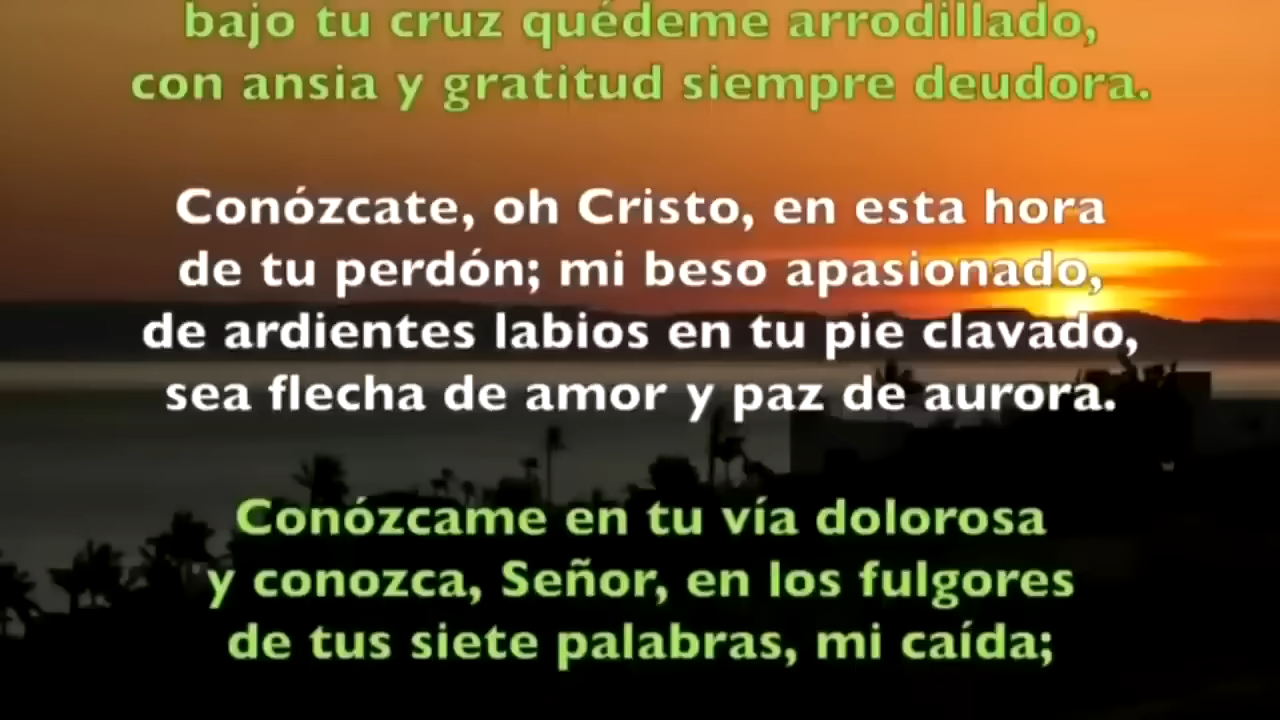 bajo tu cruz quédeme arrodillado,
con ansia y gratitud siempre deudora.
Conózcate, oh Cristo, en esta hora
de tu perdón; mi beso apasionado,
de ardientes labios en tu pie clavado,
sea flecha de amor y paz de aurora.
Conózcame en tu vía dolorosa
y conozca, Señor, en los fulgores
de tus siete palabras, mi caída;